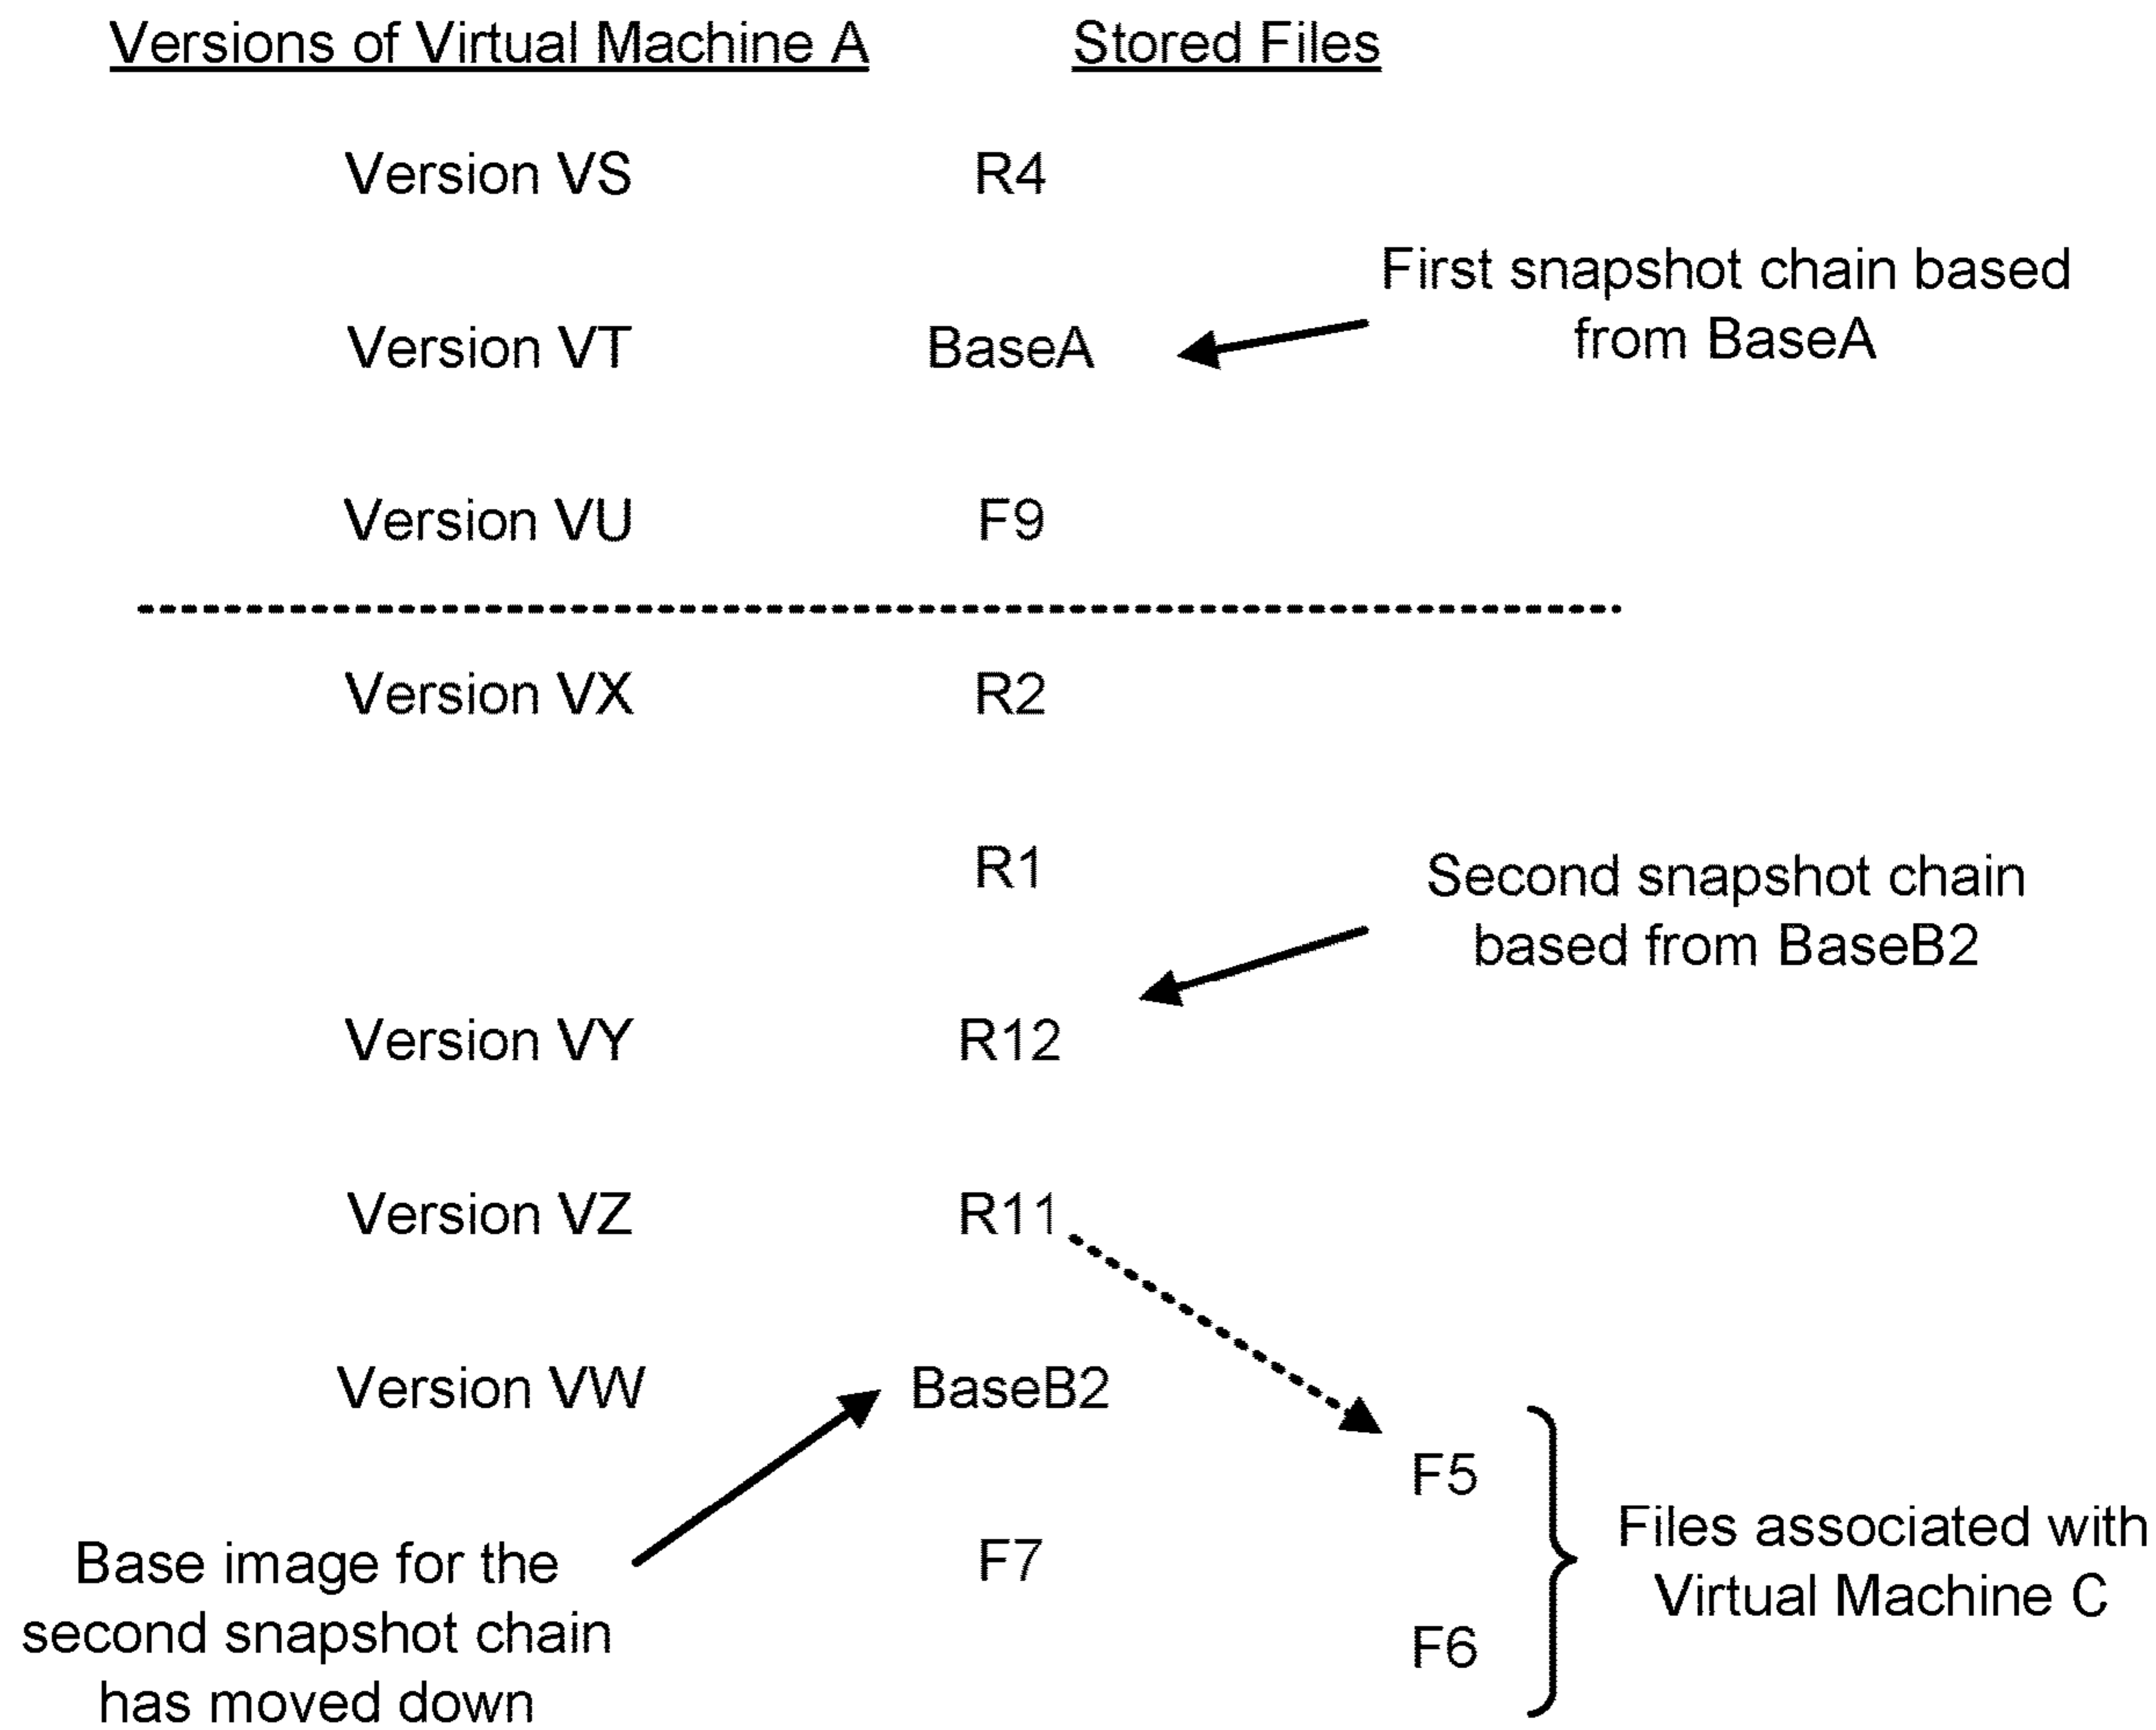 Versions of Virtual Machine A Stored Files
Version VS R4
First snapshot chain based
from BaseA
Version VT BaseA
Version VU F9
Version VX R2
R1
Second snapshot chain
based from BaseB2
Version VY R12
Version VZ R11
Version VW BaseB2
F5
F7
F6
Files associated with
Virtual Machine C
Base image for the
second snapshot chain
has moved down